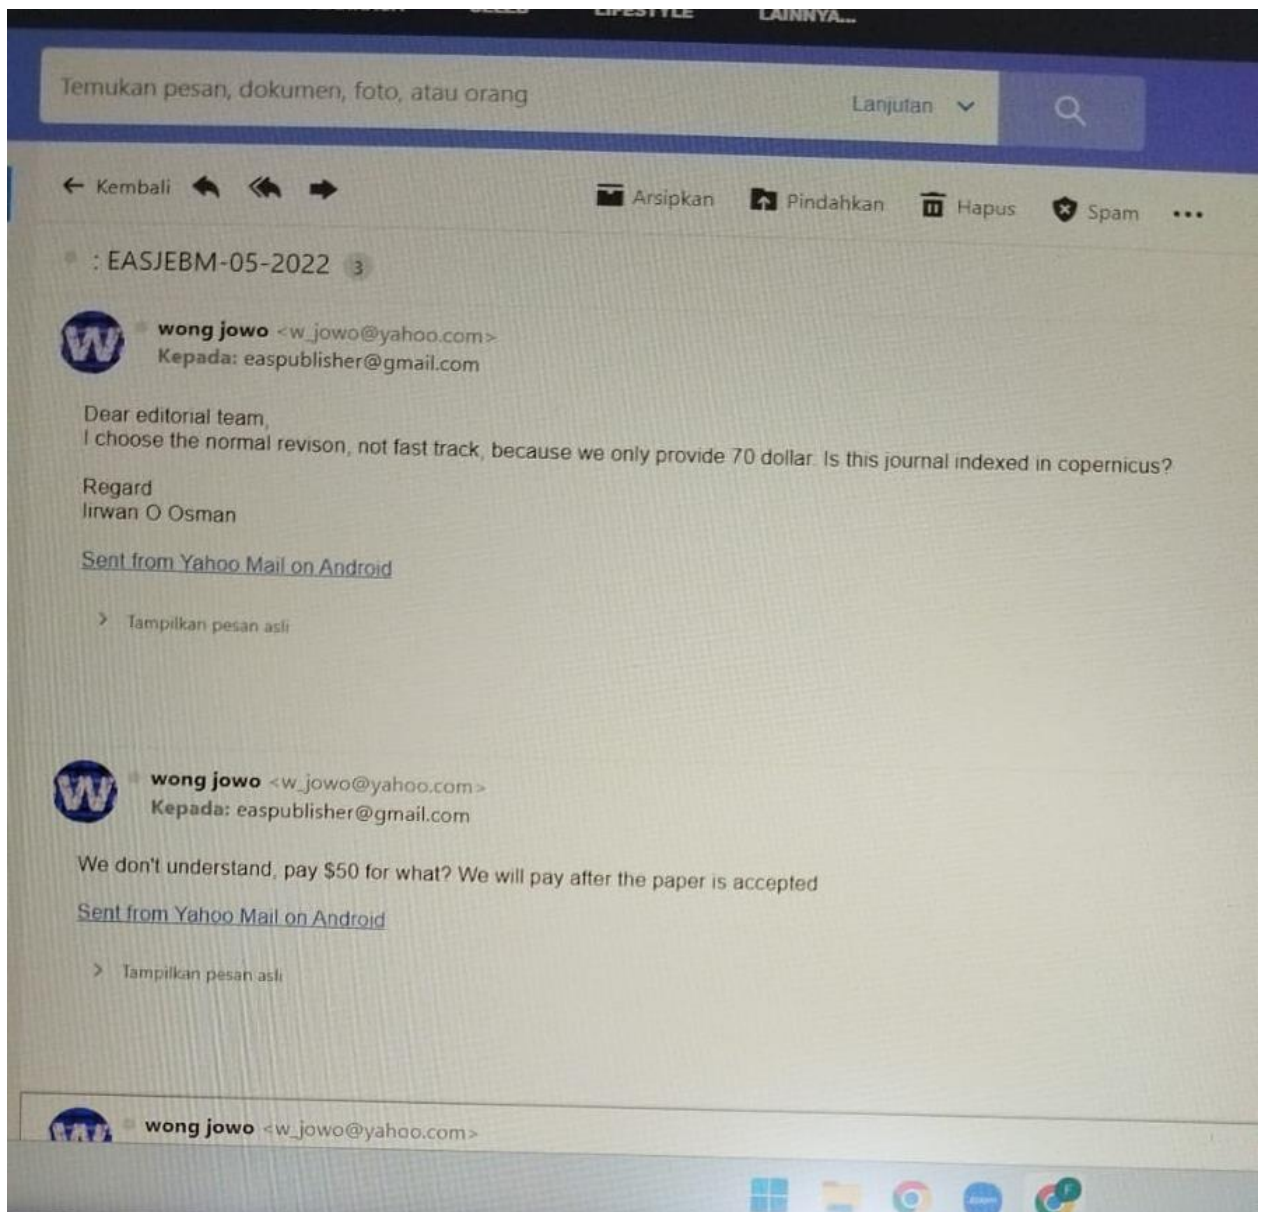 LIFESTYLE
LAINNYA...
Temukan pesan, dokumen, foto, atau orang
Lanjutan
Kembali
Arsipkan
Pindahkan
Hapus
Spam
: EASJEBM-05-2022 3
wong jowo <w_jowo@yahoo.com>
Kepada: easpublisher@gmail.com
Dear editorial team,
I choose the normal revison, not fast track, because we only provide 70 dollar. Is this journal indexed in copernicus?
Regard
Iirwan O Osman
Sent from Yahoo Mail on Android
Tampilkan pesan asli
wong jowo <w_jowo@yahoo.com>
Kepada: easpublisher@gmail.com
We don't understand, pay $50 for what? We will pay after the paper is accepted
Sent from Yahoo Mail on Android
Tampilkan pesan asli
wong jowo <w_jowo@yahoo.com>
zoom
F